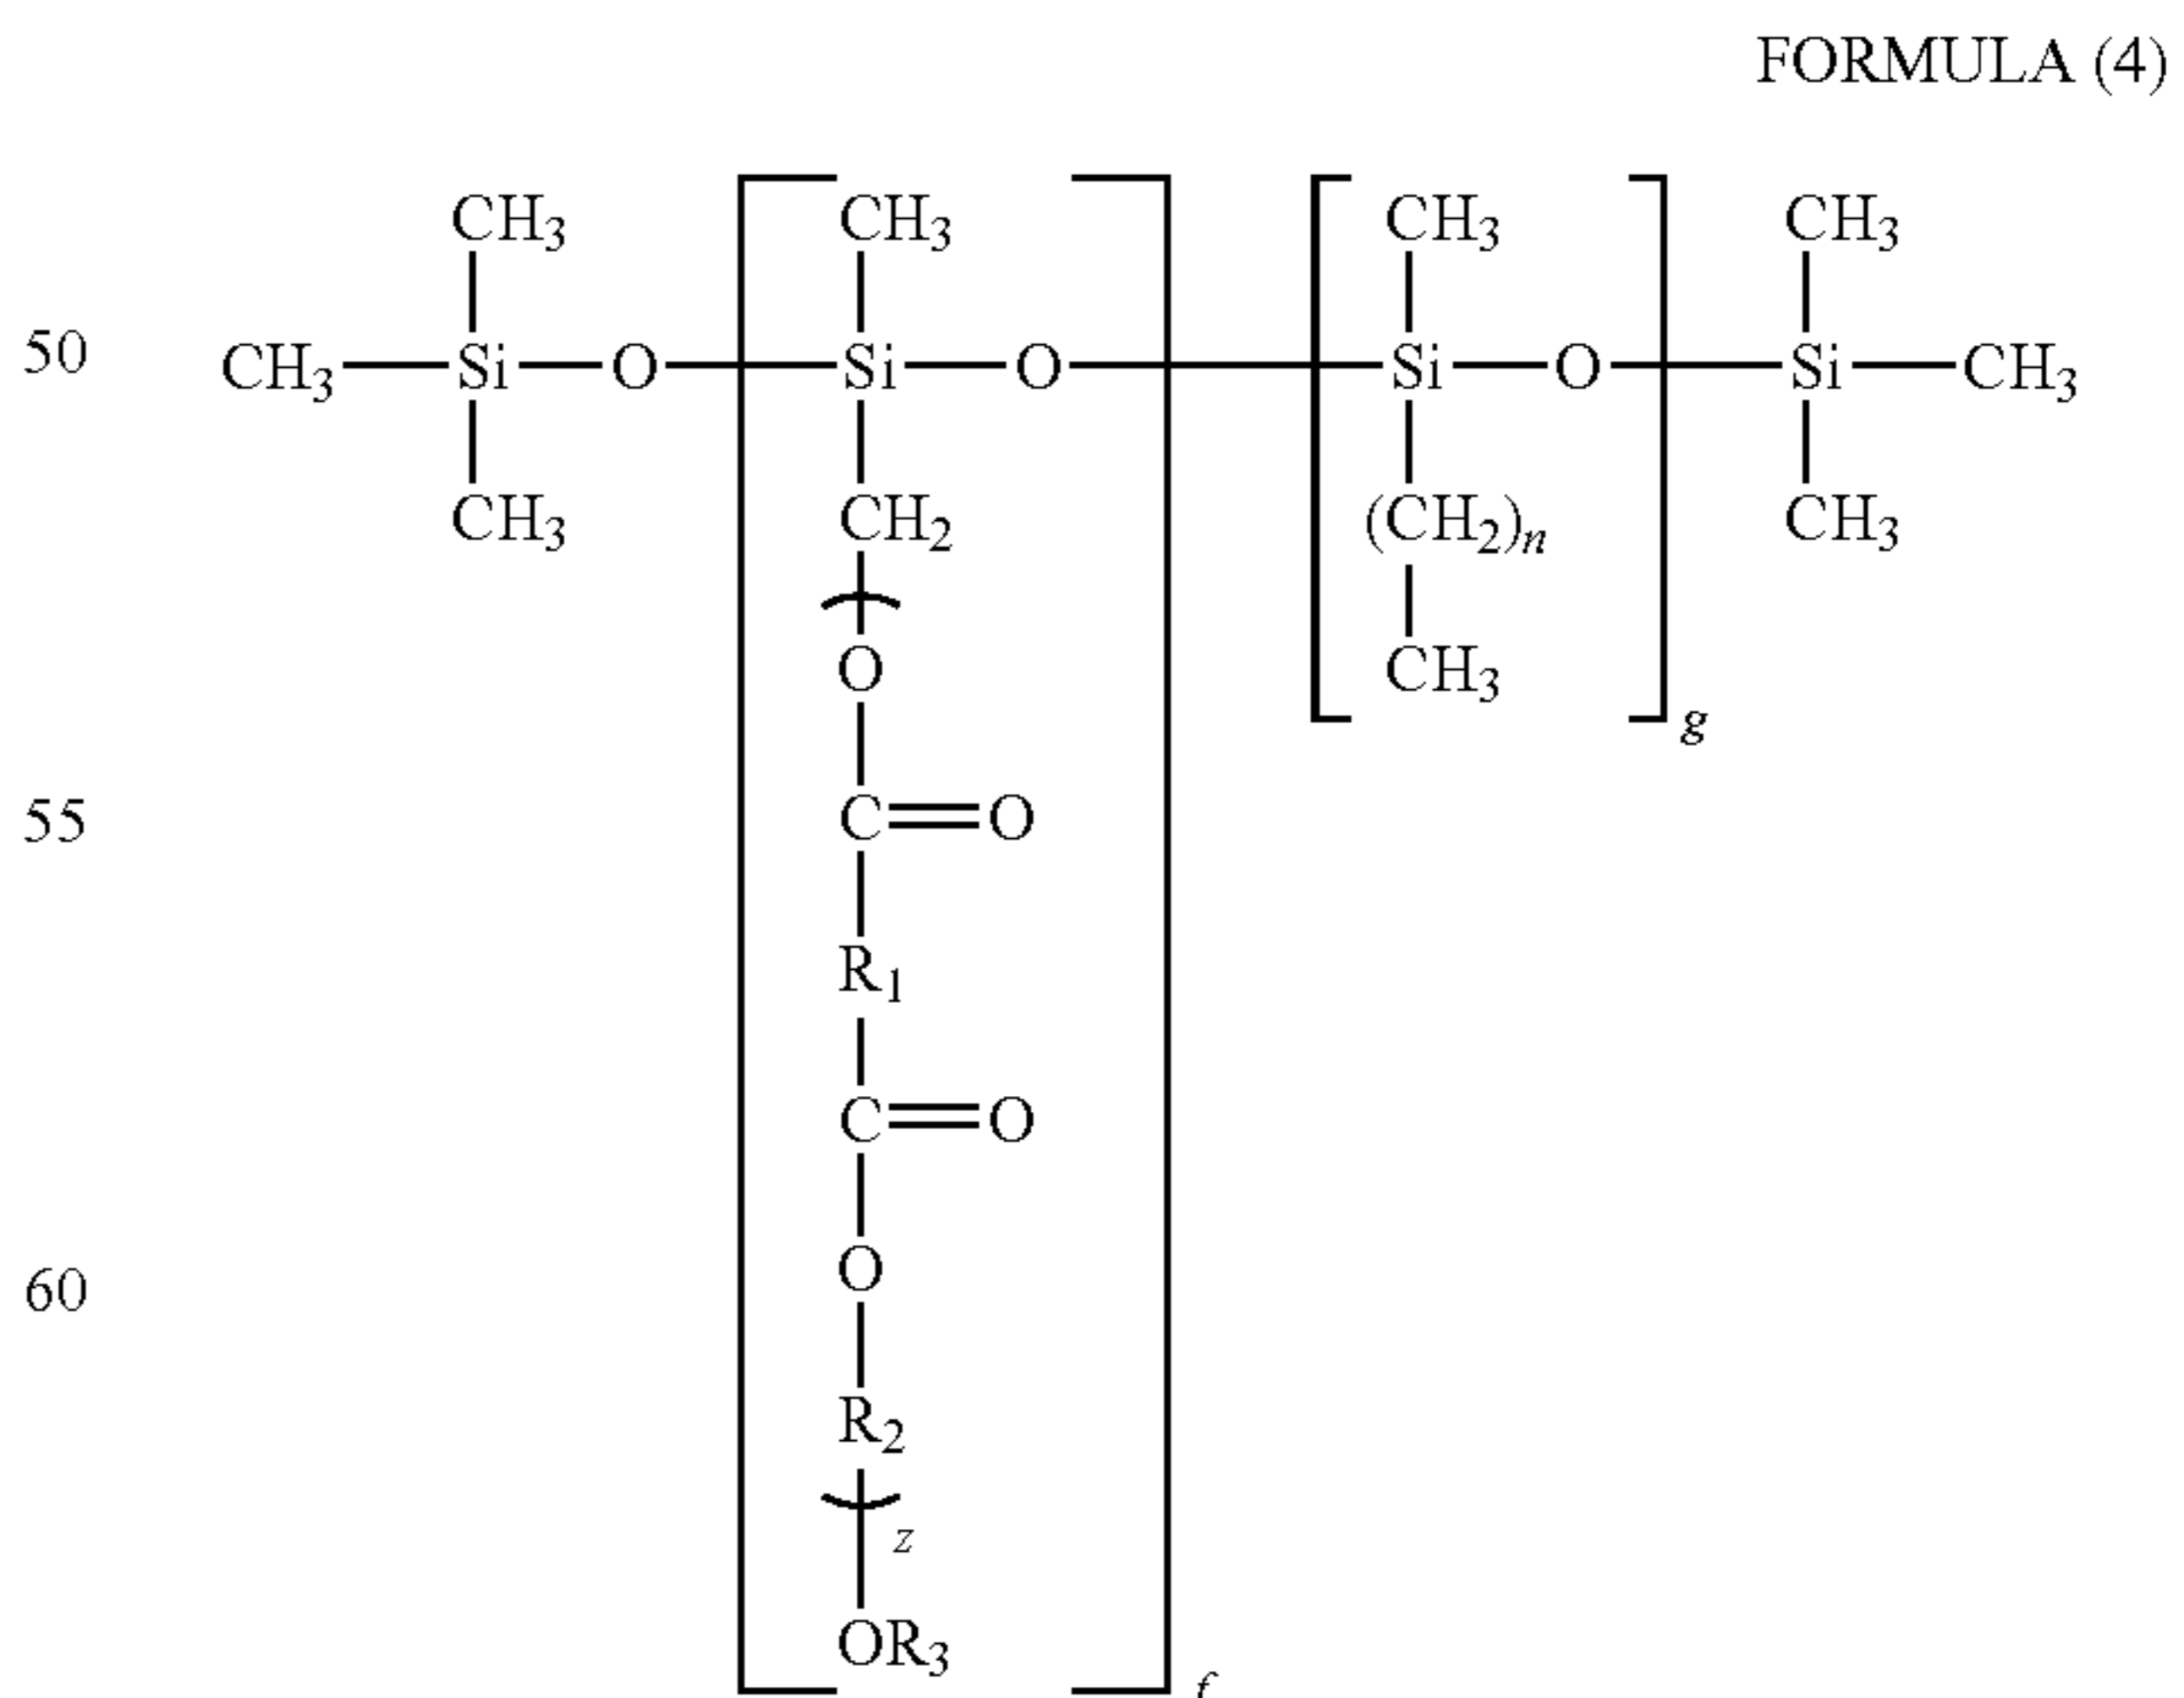 FORMULA (4)
CH3 CH3 CH3 CH3
50 CH3 Si O Si O Si O Si CH3
CH3 CH2 (CH2)n CH3
O CH3
g
55 C O
R1
C O
60 O
R2
z
OR3
f